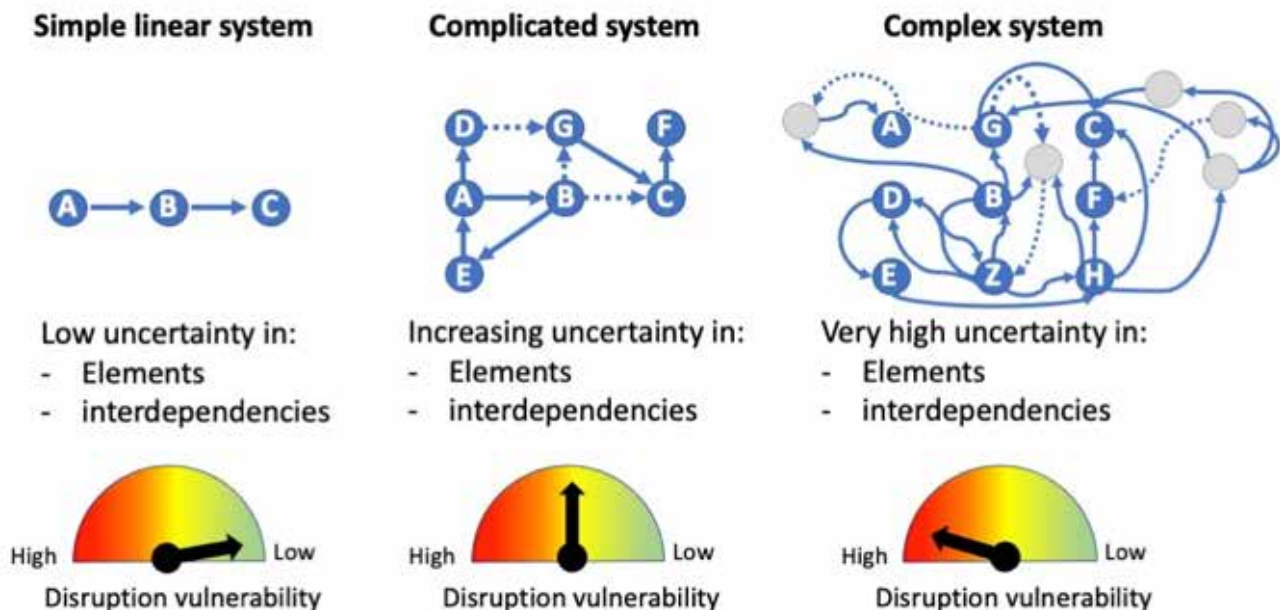 Simple linear system
Complicated system
Complex system
A B C
D G F
A B C
E
A G C
D B F
E Z H
Low uncertainty in:
- Elements
- interdependencies
Increasing uncertainty in:
- Elements
- interdependencies
Very high uncertainty in:
- Elements
- interdependencies
High Low
Disruption vulnerability
High Low
Disruption vulnerability
High Low
Disruption vulnerability